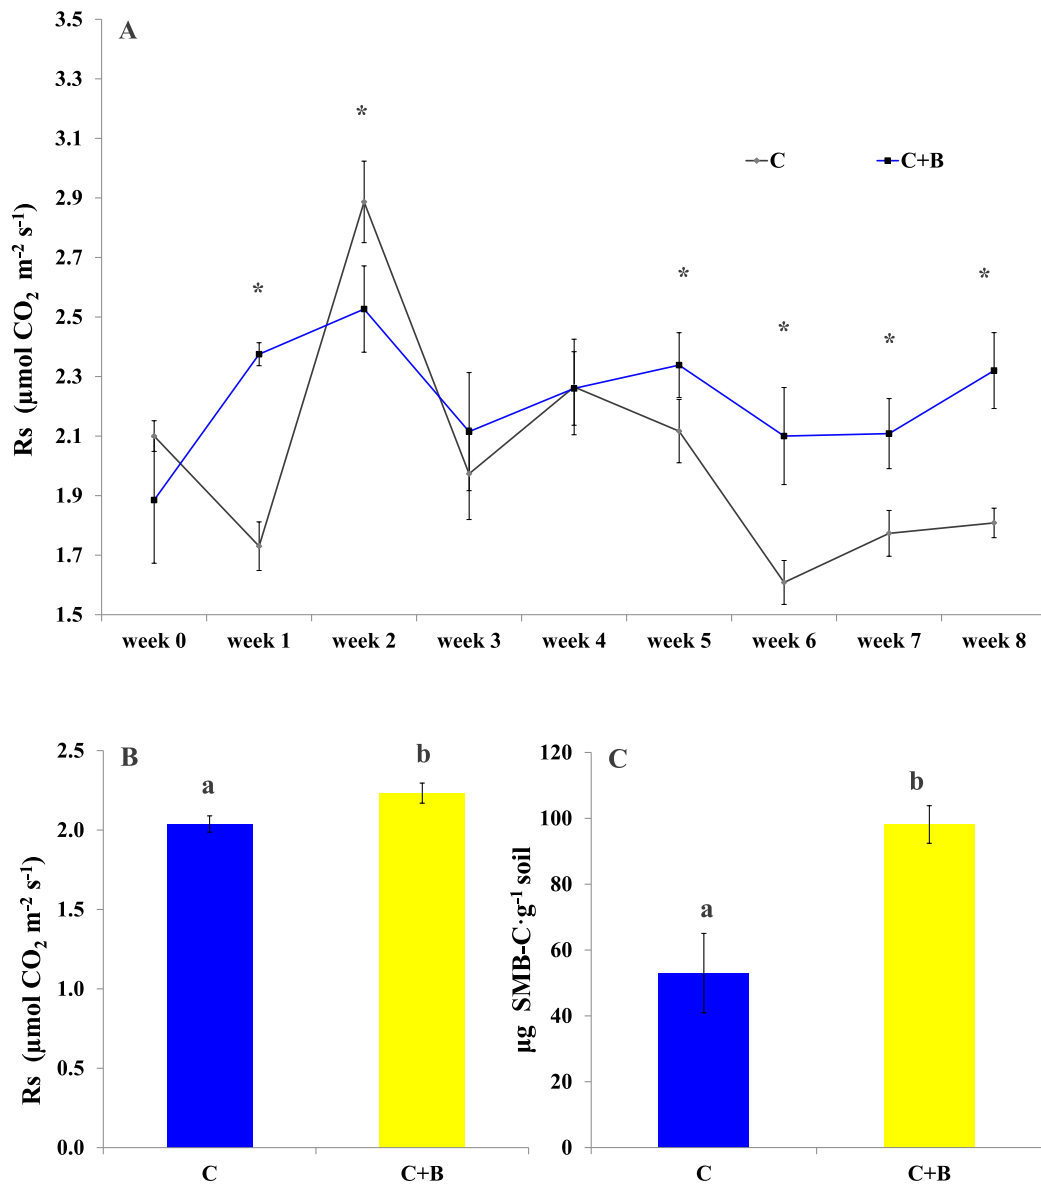 A
3.5
3.3
3.1
2.9
2.7
2.5
2.3
2.1
1.9
1.7
1.5
Rs (µmol CO₂ m⁻² s⁻¹)
C C+B
*
*
*
*
*
*
week 0 week 1 week 2 week 3 week 4 week 5 week 6 week 7 week 8
B
2.5
2.0
1.5
1.0
0.5
0.0
Rs (µmol CO₂ m⁻² s⁻¹)
a
b
C C+B
C
120
100
80
60
40
20
0
µg SMB-C·g⁻¹ soil
a
b
C C+B